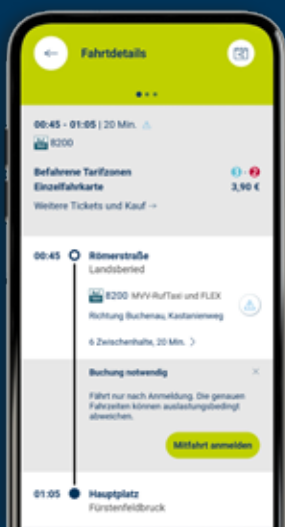 Fahrtdetails
00:45 - 01:05 | 20 Min.
8200
Befahrene Tarifzonen 3 - 2
Einzelfahrkarte 3,90 €
Weitere Tickets und Kauf →
00:45 Römerstraße
Landsberied
8200 MVV-RufTaxi und FLEX
Richtung Buchenau, Kastanienweg
6 Zwischenhalte, 20 Min. >
Buchung notwendig ×
Fährt nur nach Anmeldung. Die genauen
Fahrzeiten können auslastungsbedingt
abweichen.
Mitfahrt anmelden
01:05 Hauptplatz
Fürstenfeldbruck